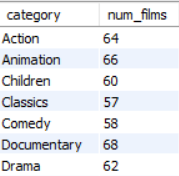 category num_films
Action 64
Animation 66
Children 60
Classics 57
Comedy 58
Documentary 68
Drama 62